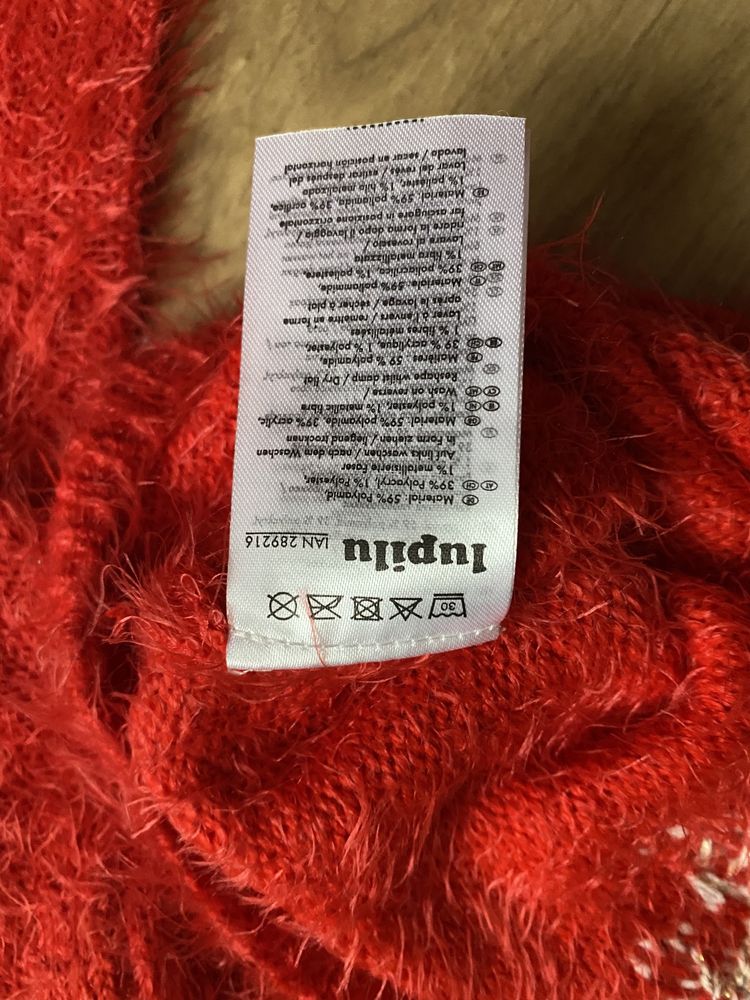 30
lupilu IAN 289216
DE AT CH Material: 59% Polyamid,
39% Polyacryl, 1% Polyester,
1% metallisierte Faser
Auf links waschen / nach dem Waschen
in Form ziehen / liegend trocknen
Material: 59% polyamide, 39% acrylic,
1% polyester, 1% metallic fibre
Wash on reverse /
Reshape whilst damp / Dry flat
Matières : 59 % polyamide,
39 % acrylique, 1 % polyester,
1 % fibres métallisées
Laver à l'envers / remettre en forme
après le lavage / sécher à plat
Materiale: 59% poliammide,
39% poliacrilico, 1% poliestere,
1% fibra metallizzata
Lavare al rovescio /
ridare la forma dopo il lavaggio /
far asciugare in posizione orizzontale
ES Material: 59% poliamida, 39% acrílico,
1% poliéster, 1% hilo metalizado
Lavar del revés / estirar después del
lavado / secar en posición horizontal